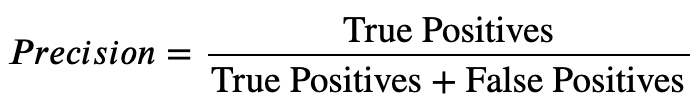 Precision = True Positives / True Positives + False Positives